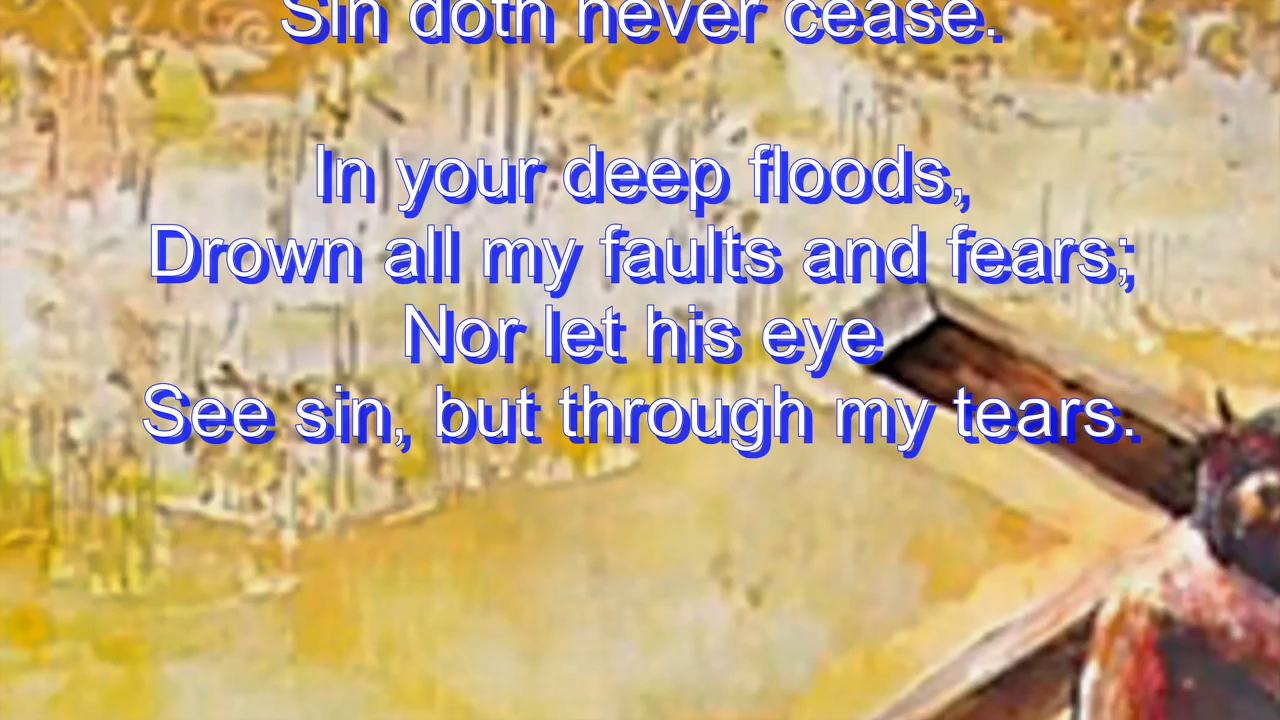 Sin doth never cease.
In your deep floods,
Drown all my faults and fears;
Nor let his eye
See sin, but through my tears.